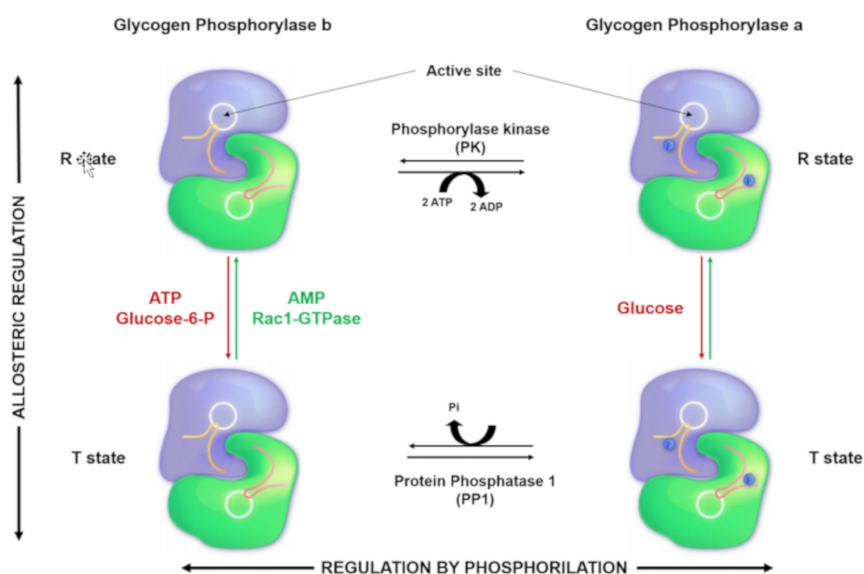 Glycogen Phosphorylase b
Glycogen Phosphorylase a
Active site
R state
Phosphorylase kinase
(PK)
R state
2 ATP
2 ADP
ALLOSTERIC REGULATION
ATP
Glucose-6-P
AMP
Rac1-GTPase
Glucose
Pi
T state
T state
Protein Phosphatase 1
(PP1)
REGULATION BY PHOSPHORILATION